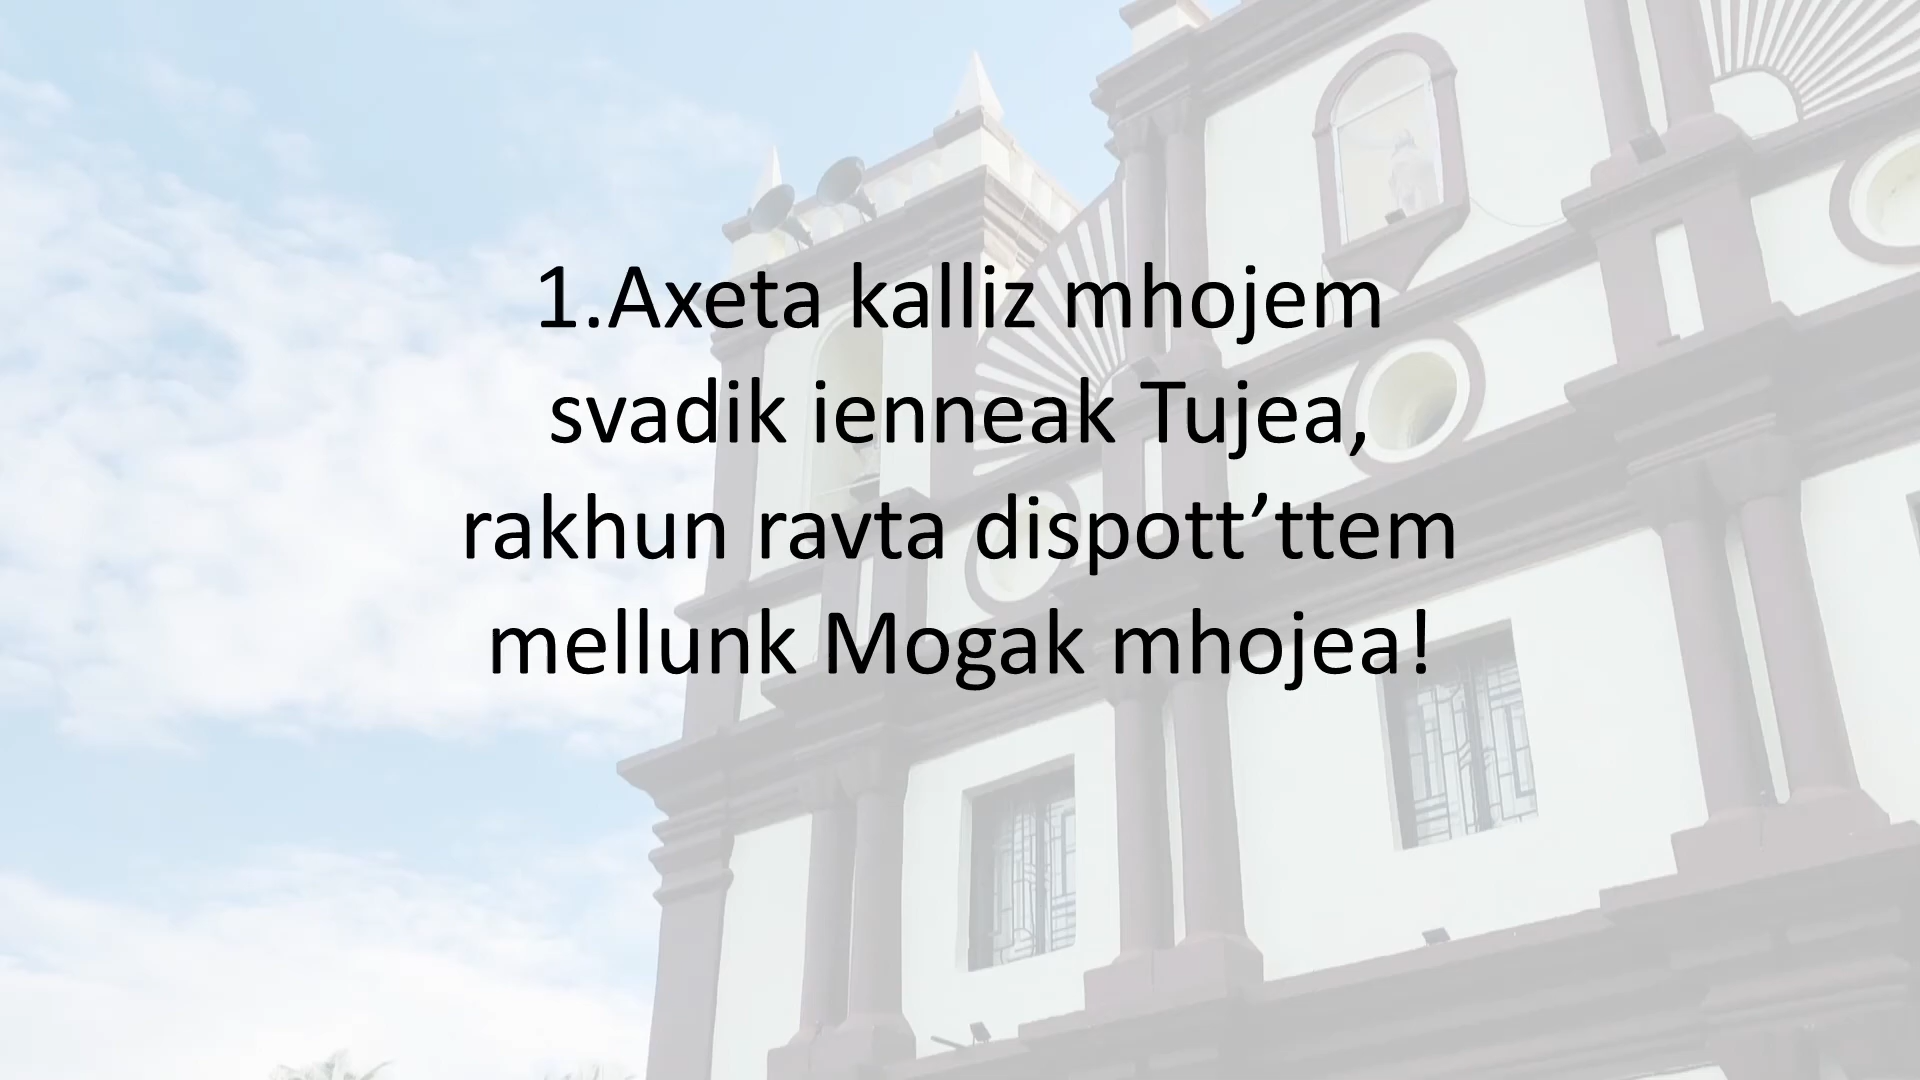 1.Axeta kalliz mhojem
svadik ienneak Tujea,
rakhun ravta dispott’ttem
mellunk Mogak mhojea!